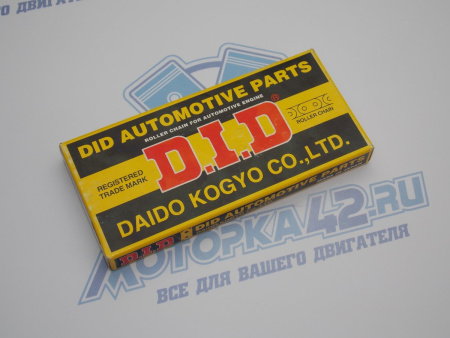 ДВИГАТЕЛЯ
DID AUTOMOTIVE PARTS
ROLLER CHAIN FOR AUTOMOTIVE ENGINE
D.I.D®
REGISTERED
TRADE MARK
ROLLER CHAIN
DAIDO KOGYO CO.,LTD.
D.I.D DID AUTOMOTIVE PARTS
МОТОРКА42.RU
ВСЕ ДЛЯ ВАШЕГО ДВИГАТЕЛЯ